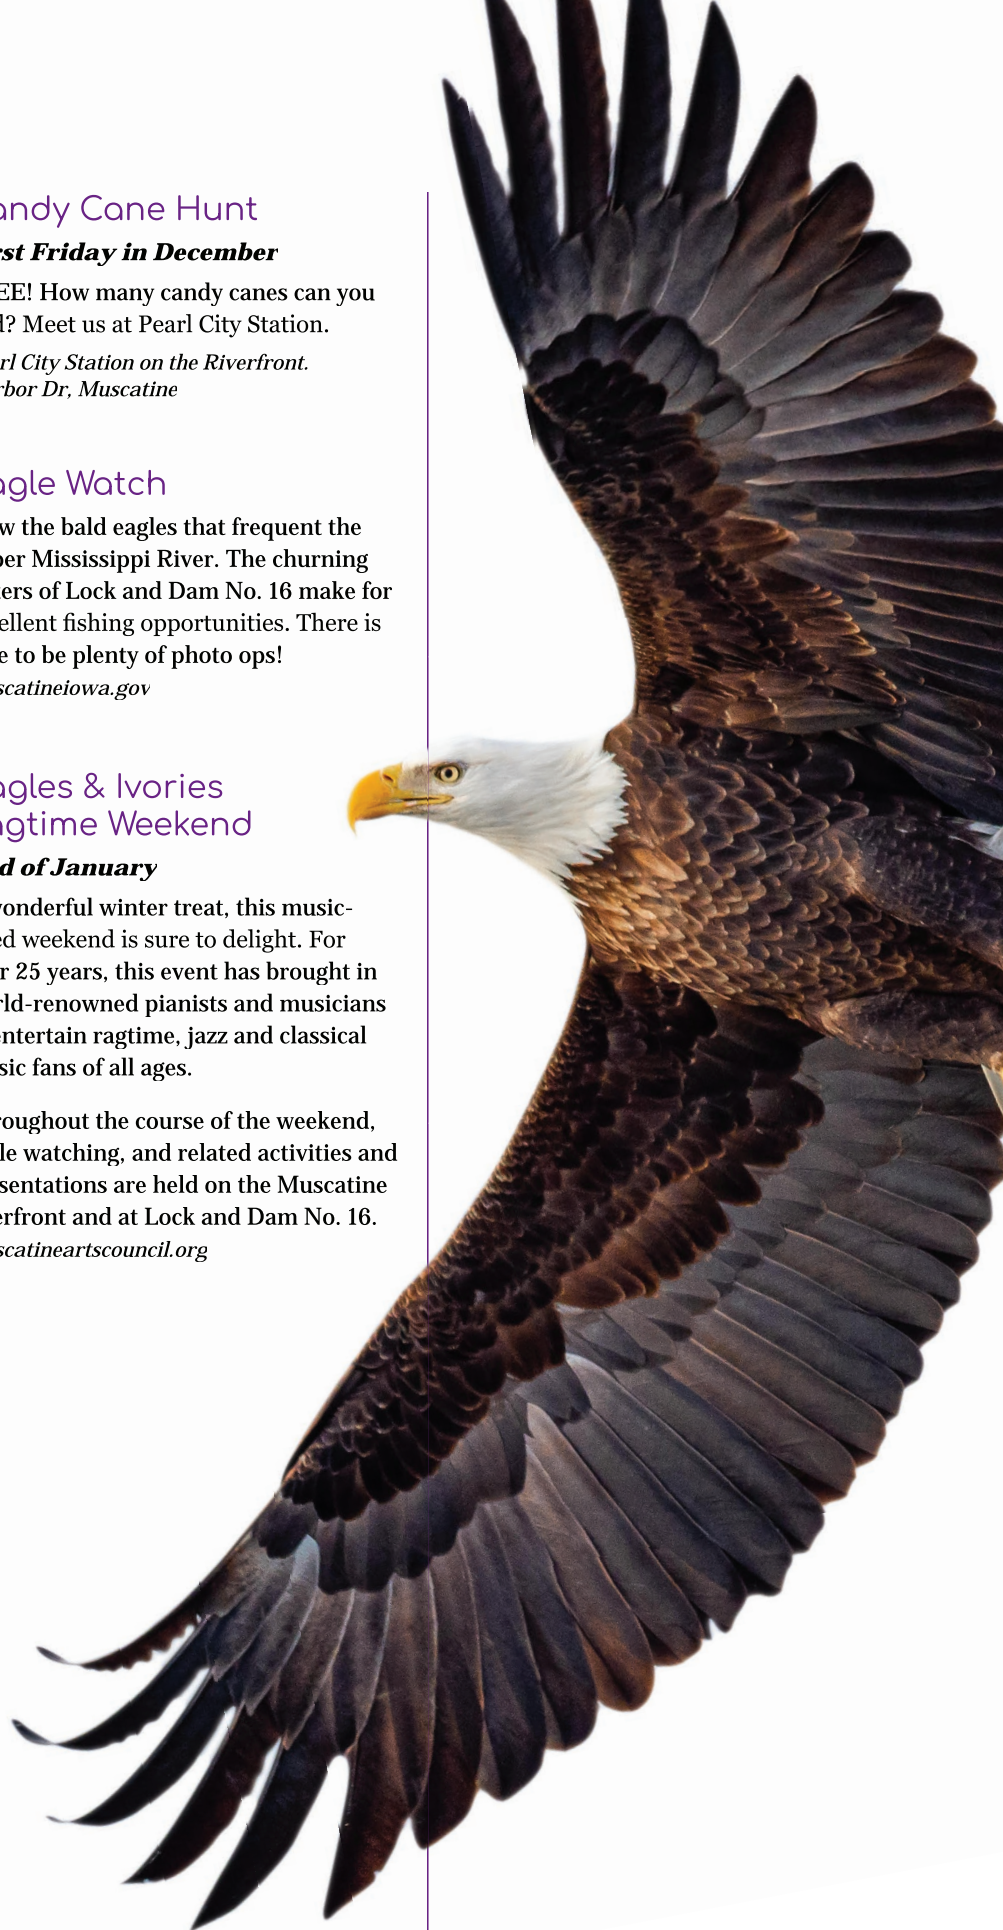 andy Cane Hunt
rst Friday in December
EE! How many candy canes can you
d? Meet us at Pearl City Station.
rl City Station on the Riverfront.
rbor Dr, Muscatine
agle Watch
w the bald eagles that frequent the
per Mississippi River. The churning
ters of Lock and Dam No. 16 make for
ellent fishing opportunities. There is
e to be plenty of photo ops!
scatineiowa.gov
agles & Ivories
agtime Weekend
d of January
wonderful winter treat, this music-
ed weekend is sure to delight. For
r 25 years, this event has brought in
rld-renowned pianists and musicians
entertain ragtime, jazz and classical
sic fans of all ages.
roughout the course of the weekend,
le watching, and related activities and
sentations are held on the Muscatine
erfront and at Lock and Dam No. 16.
scatineartscouncil.org